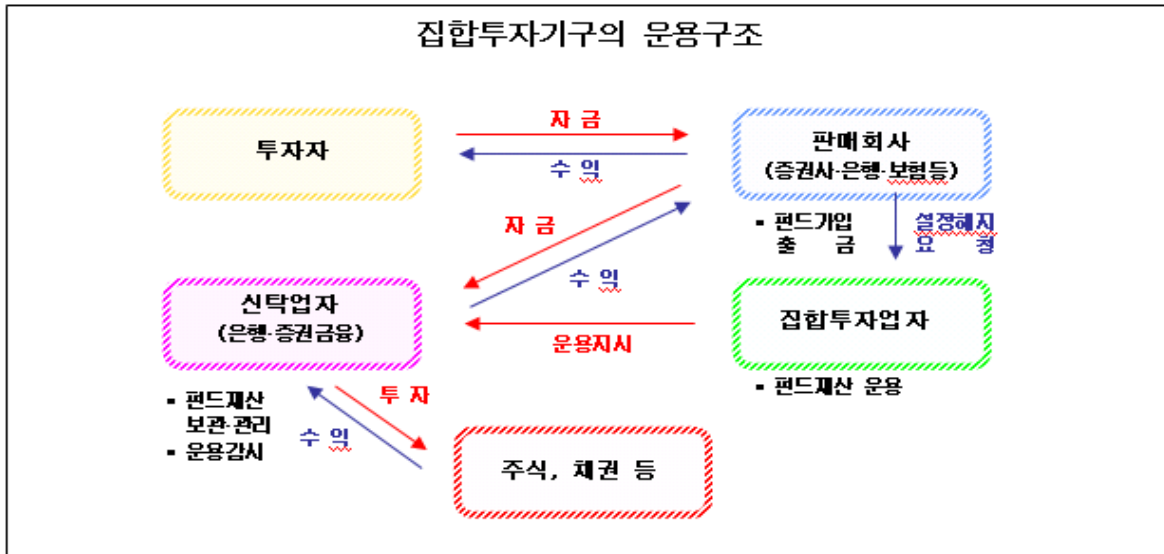 집합투자기구의 운용구조
자 금
투자자
판매회사
(증권사·은행·보험등)
수 익
자 금
▪ 펀드가입
출 금
설정해지
요 청
수 익
신탁업자
(은행·증권금융)
집합투자업자
운용지시
▪ 펀드재산
보관·관리
▪ 운용감시
투 자
수 익
▪ 펀드재산 운용
주식, 채권 등